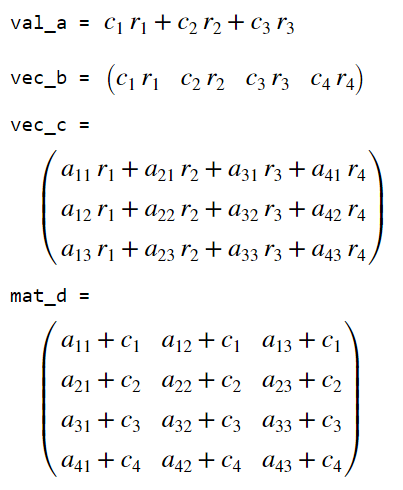 val_a = c₁ r₁ + c₂ r₂ + c₃ r₃
vec_b = (c₁ r₁ c₂ r₂ c₃ r₃ c₄ r₄)
vec_c =
a₁₁ r₁ + a₂₁ r₂ + a₃₁ r₃ + a₄₁ r₄
a₁₂ r₁ + a₂₂ r₂ + a₃₂ r₃ + a₄₂ r₄
a₁₃ r₁ + a₂₃ r₂ + a₃₃ r₃ + a₄₃ r₄
mat_d =
a₁₁ + c₁ a₁₂ + c₁ a₁₃ + c₁
a₂₁ + c₂ a₂₂ + c₂ a₂₃ + c₂
a₃₁ + c₃ a₃₂ + c₃ a₃₃ + c₃
a₄₁ + c₄ a₄₂ + c₄ a₄₃ + c₄